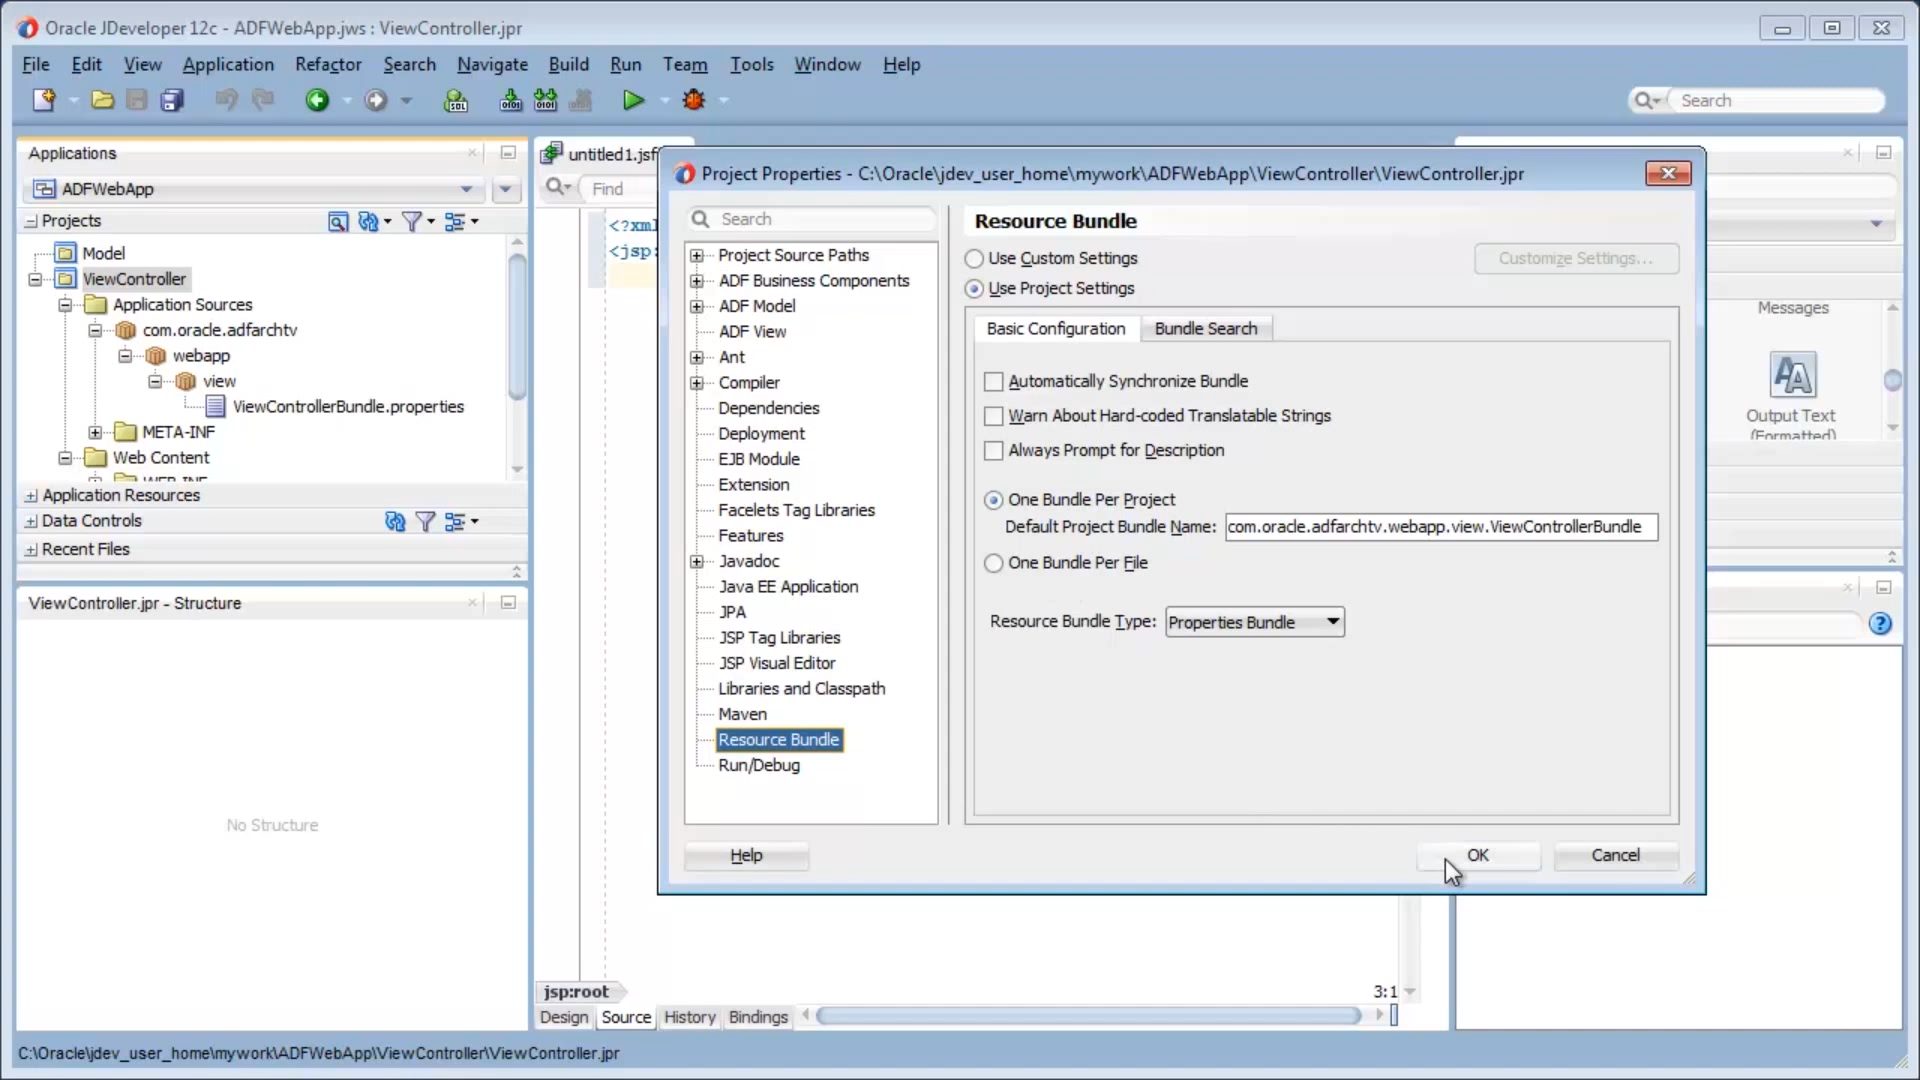 Oracle JDeveloper 12c - ADFWebApp.jws : ViewController.jpr
File Edit View Application Refactor Search Navigate Build Run Team Tools Window Help
Search
Applications
ADFWebApp
Projects
Model
ViewController
Application Sources
com.oracle.adfarchtv
webapp
view
ViewControllerBundle.properties
META-INF
Web Content
WEB-INF
Application Resources
Data Controls
Recent Files
ViewController.jpr - Structure
No Structure
untitled1.jsf
Find
<?xml
<jsp:
Project Properties - C:\Oracle\jdev_user_home\mywork\ADFWebApp\ViewController\ViewController.jpr
Search
Project Source Paths
ADF Business Components
ADF Model
ADF View
Ant
Compiler
Dependencies
Deployment
EJB Module
Extension
Facelets Tag Libraries
Features
Javadoc
Java EE Application
JPA
JSP Tag Libraries
JSP Visual Editor
Libraries and Classpath
Maven
Resource Bundle
Run/Debug
Resource Bundle
Use Custom Settings
Customize Settings...
Use Project Settings
Basic Configuration Bundle Search
Automatically Synchronize Bundle
Warn About Hard-coded Translatable Strings
Always Prompt for Description
One Bundle Per Project
Default Project Bundle Name: com.oracle.adfarchtv.webapp.view.ViewControllerBundle
One Bundle Per File
Resource Bundle Type: Properties Bundle
Help
OK
Cancel
Messages
Output Text
(Formatted)
jsp:root
3:1
Design Source History Bindings
C:\Oracle\jdev_user_home\mywork\ADFWebApp\ViewController\ViewController.jpr